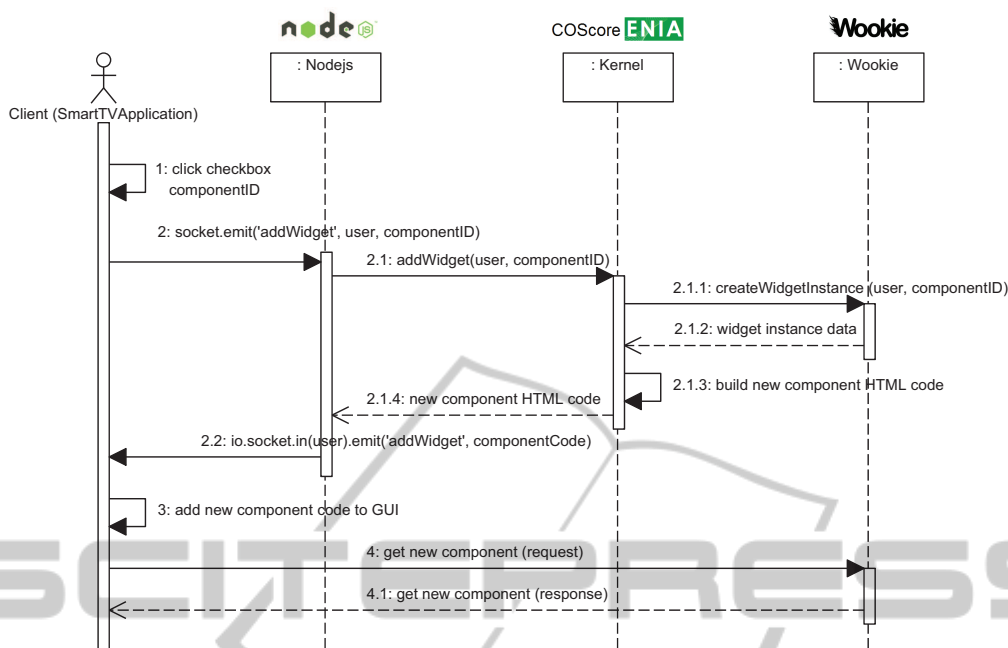 node JS
COScore ENIA
Wookie
: Nodejs
: Kernel
: Wookie
Client (SmartTVApplication)
1: click checkbox
componentID
2: socket.emit('addWidget', user, componentID)
2.1: addWidget(user, componentID)
2.1.1: createWidgetInstance (user, componentID)
2.1.2: widget instance data
2.1.3: build new component HTML code
2.1.4: new component HTML code
2.2: io.socket.in(user).emit('addWidget', componentCode)
3: add new component code to GUI
4: get new component (request)
4.1: get new component (response)
SCITEPRESS